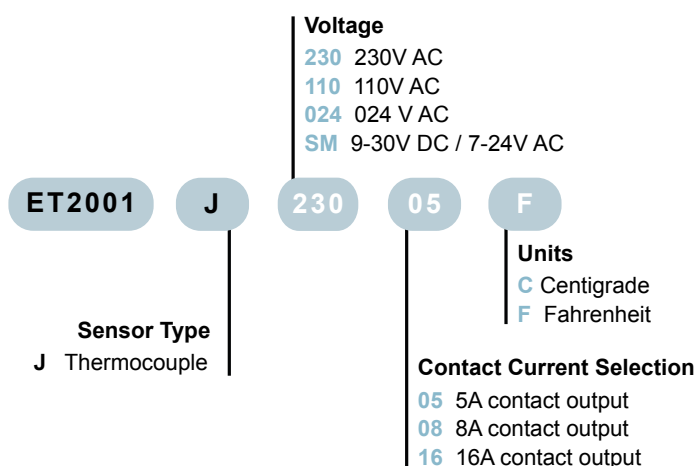 Voltage
230 230V AC
110 110V AC
024 024 V AC
SM 9-30V DC / 7-24V AC
ET2001 J 230 05 F
Units
C Centigrade
F Fahrenheit
Sensor Type
J Thermocouple
Contact Current Selection
05 5A contact output
08 8A contact output
16 16A contact output